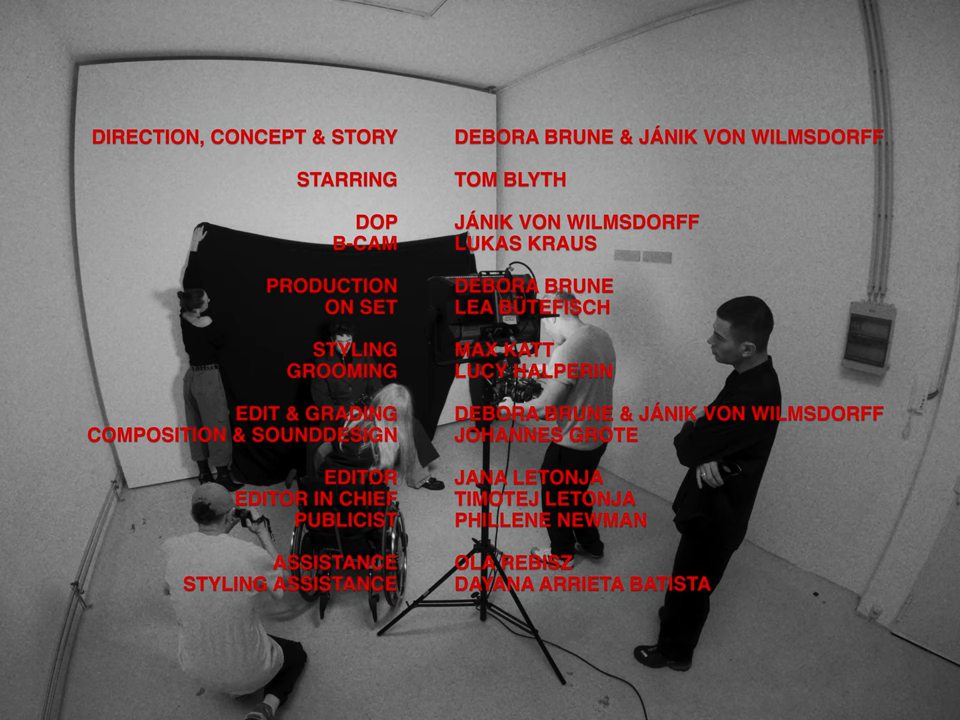 DIRECTION, CONCEPT & STORY DEBORA BRUNE & JÁNIK VON WILMSDORFF
STARRING TOM BLYTH
DOP JÁNIK VON WILMSDORFF
B-CAM LUKAS KRAUS
PRODUCTION DEBORA BRUNE
ON SET LEA BÜTEFISCH
STYLING MAX KATT
GROOMING LUCY HALPERIN
EDIT & GRADING DEBORA BRUNE & JÁNIK VON WILMSDORFF
COMPOSITION & SOUNDDESIGN JOHANNES GROTE
EDITOR JANA LETONJA
EDITOR IN CHIEF TIMOTEJ LETONJA
PUBLICIST PHILLENE NEWMAN
ASSISTANCE OLA REBISZ
STYLING ASSISTANCE DAYANA ARRIETA BATISTA